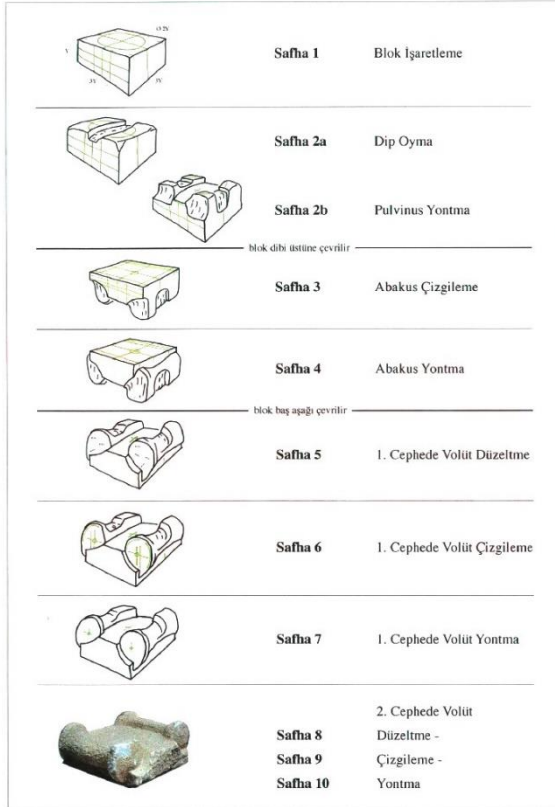 Safha 1 Blok İşaretleme
Safha 2a Dip Oyma
Safha 2b Pulvinus Yontma
blok dibi üstüne çevrilir
Safha 3 Abakus Çizgileme
Safha 4 Abakus Yontma
blok baş aşağı çevrilir
Safha 5 1. Cephede Volüt Düzeltme
Safha 6 1. Cephede Volüt Çizgileme
Safha 7 1. Cephede Volüt Yontma
2. Cephede Volüt
Safha 8 Düzeltme -
Safha 9 Çizgileme -
Safha 10 Yontma